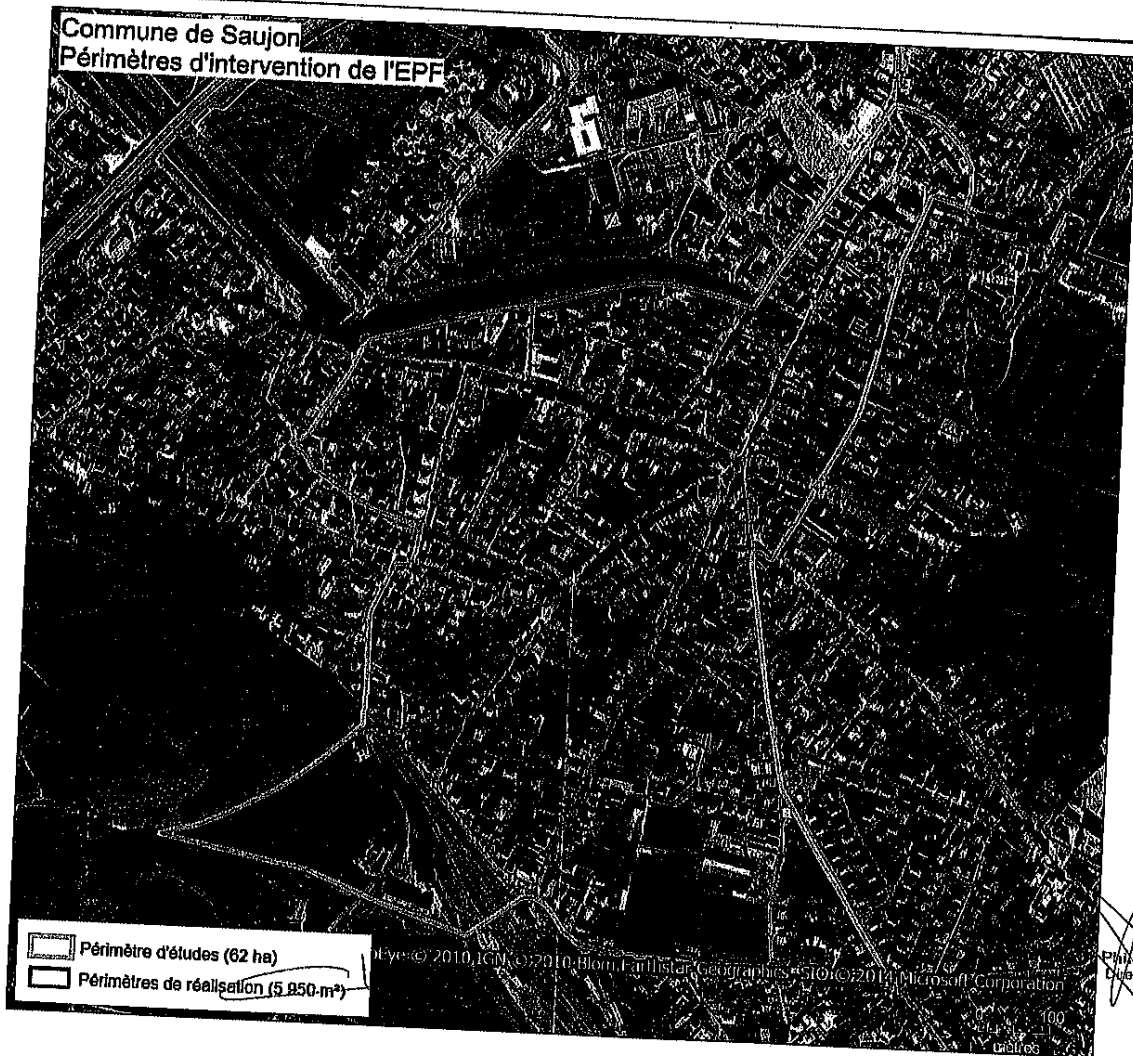 Commune de Saujon
Périmètres d'intervention de l'EPF
Périmètre d'études (62 ha)
Périmètres de réalisation (5 950 m²)
Eye © 2010 IGN © 2010 Blom Earthstar Geographics SIO © 2014 Microsoft Corporation
0 100
mètres